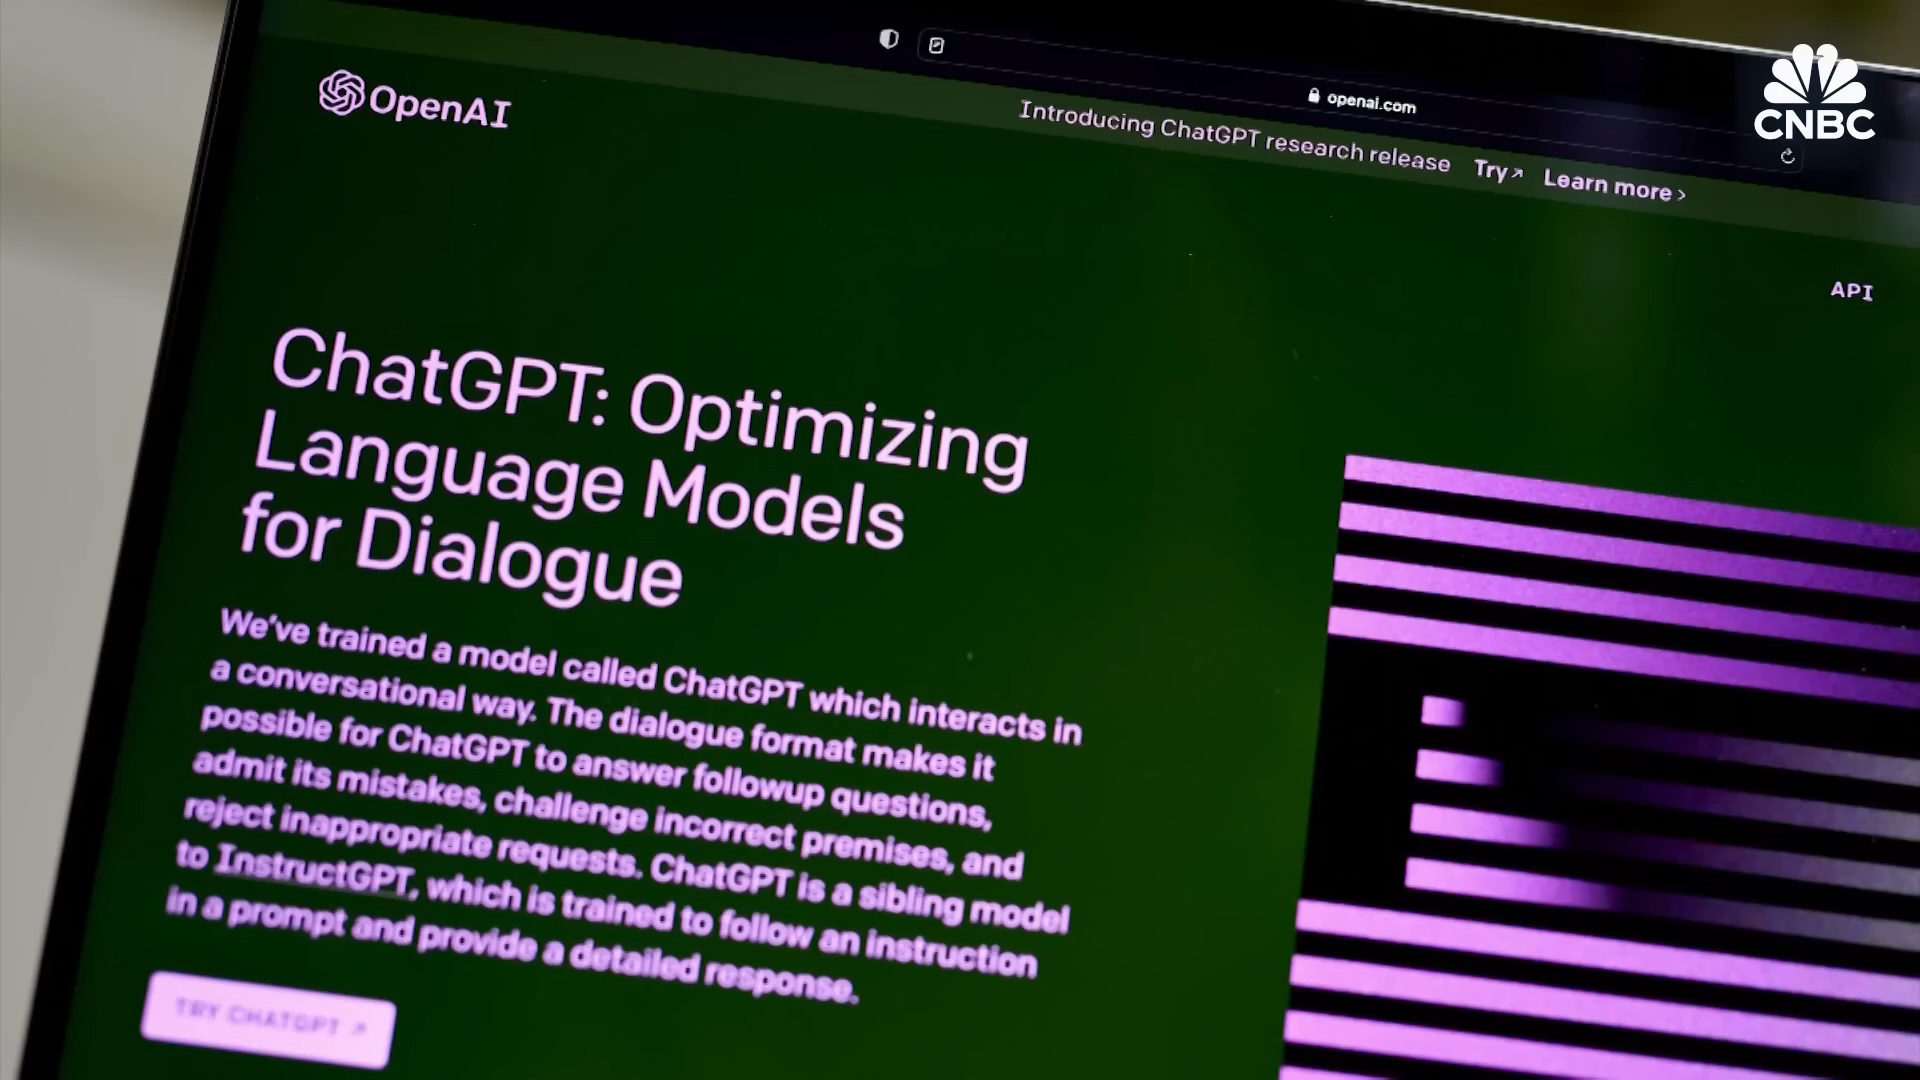 CNBC
openai.com
OpenAI
Introducing ChatGPT research release Try↗ Learn more >
API
ChatGPT: Optimizing
Language Models
for Dialogue
We've trained a model called ChatGPT which interacts in
a conversational way. The dialogue format makes it
possible for ChatGPT to answer followup questions,
admit its mistakes, challenge incorrect premises, and
reject inappropriate requests. ChatGPT is a sibling model
to InstructGPT, which is trained to follow an instruction
in a prompt and provide a detailed response.
TRY CHATGPT ↗